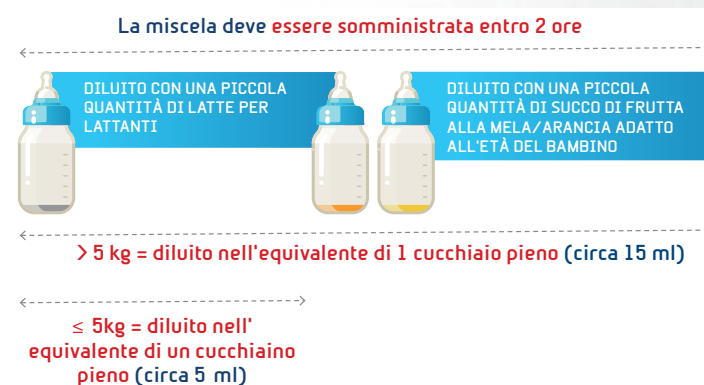 La miscela deve essere somministrata entro 2 ore
DILUITO CON UNA PICCOLA
QUANTITÀ DI LATTE PER
LATTANTI
DILUITO CON UNA PICCOLA
QUANTITÀ DI SUCCO DI FRUTTA
ALLA MELA/ARANCIA ADATTO
ALL'ETÀ DEL BAMBINO
> 5 kg = diluito nell'equivalente di 1 cucchiaio pieno (circa 15 ml)
≤ 5kg = diluito nell'
equivalente di un cucchiaino
pieno (circa 5 ml)